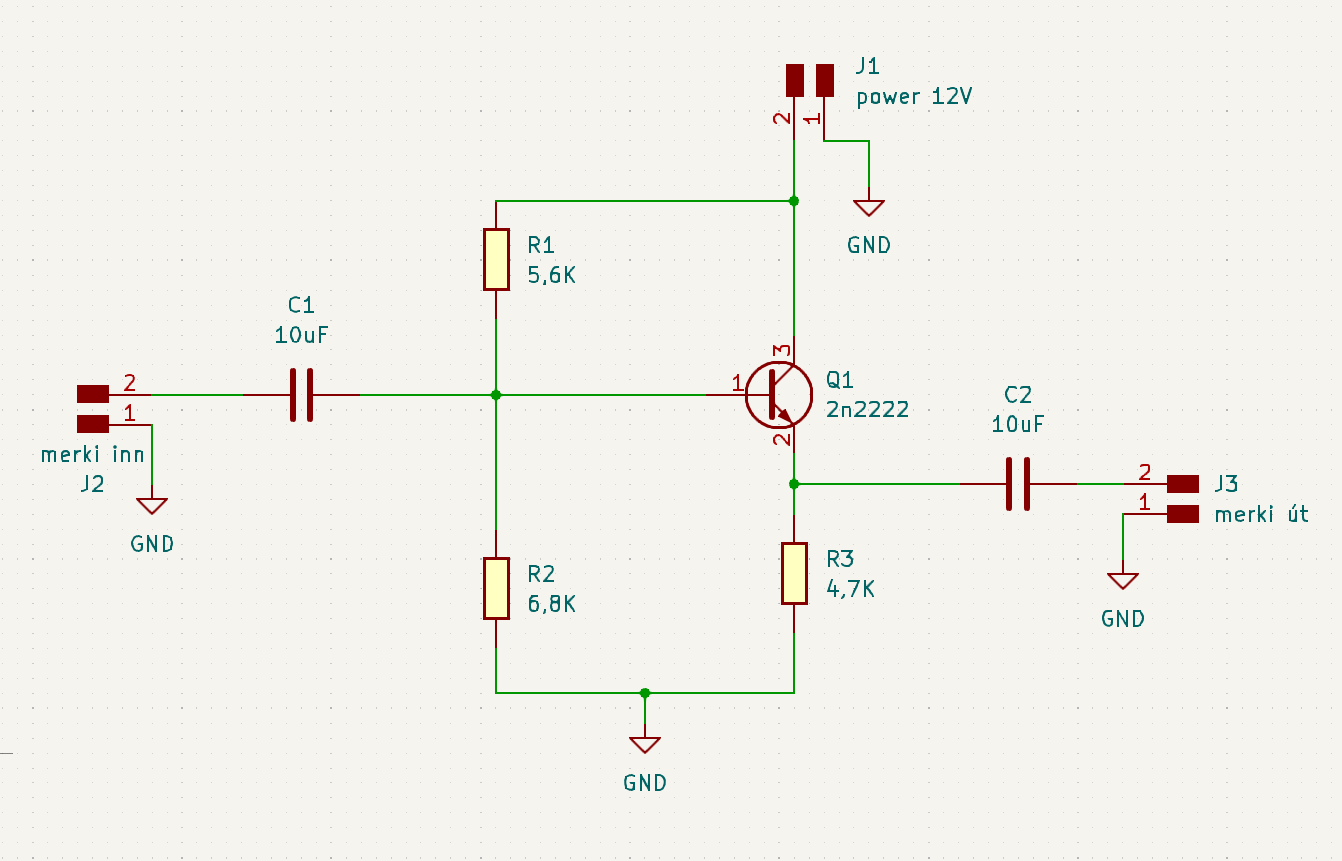 J1
power 12V
2
1
GND
R1
5,6K
C1
10uF
3
2
1
1
Q1
2n2222
2
merki inn
J2
GND
C2
10uF
2
1
J3
merki út
GND
R2
6,8K
R3
4,7K
GND